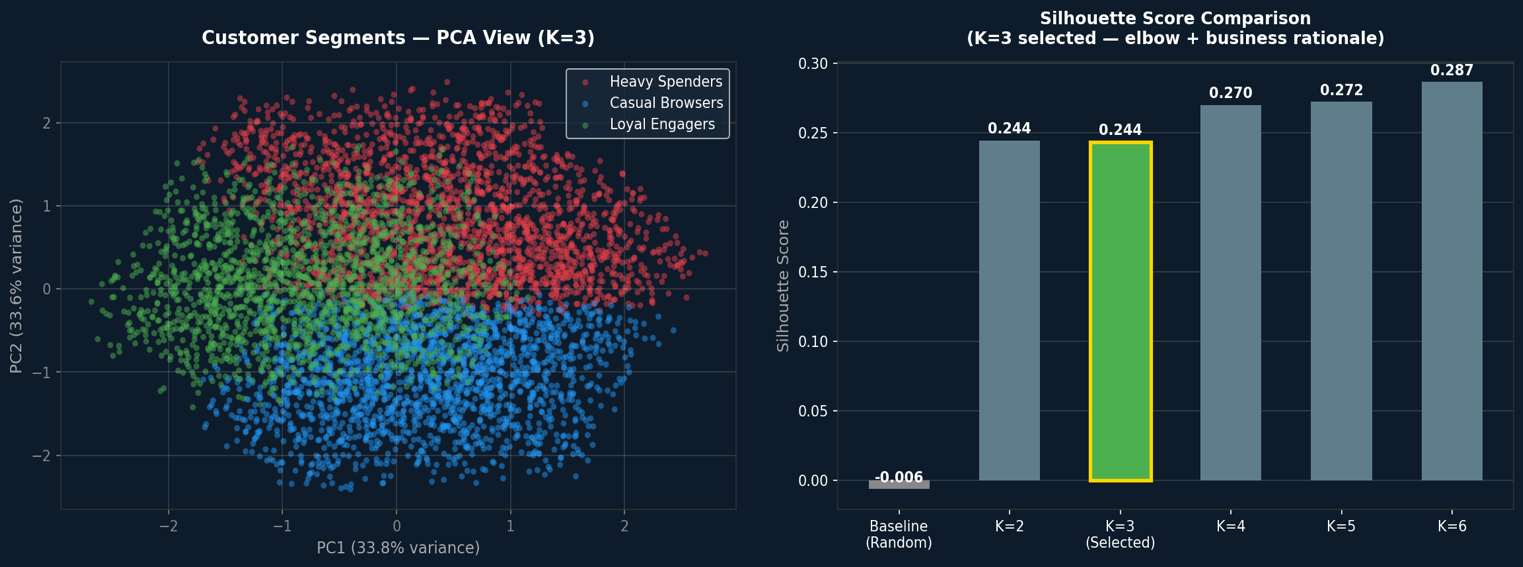 Customer Segments — PCA View (K=3)
Heavy Spenders
Casual Browsers
Loyal Engagers
2
1
0
−1
−2
PC2 (33.6% variance)
−2
−1
0
1
2
PC1 (33.8% variance)
Silhouette Score Comparison
(K=3 selected — elbow + business rationale)
0.30
0.25
0.20
0.15
0.10
0.05
0.00
Silhouette Score
-0.006
0.244
0.244
0.270
0.272
0.287
Baseline
(Random)
K=2
K=3
(Selected)
K=4
K=5
K=6